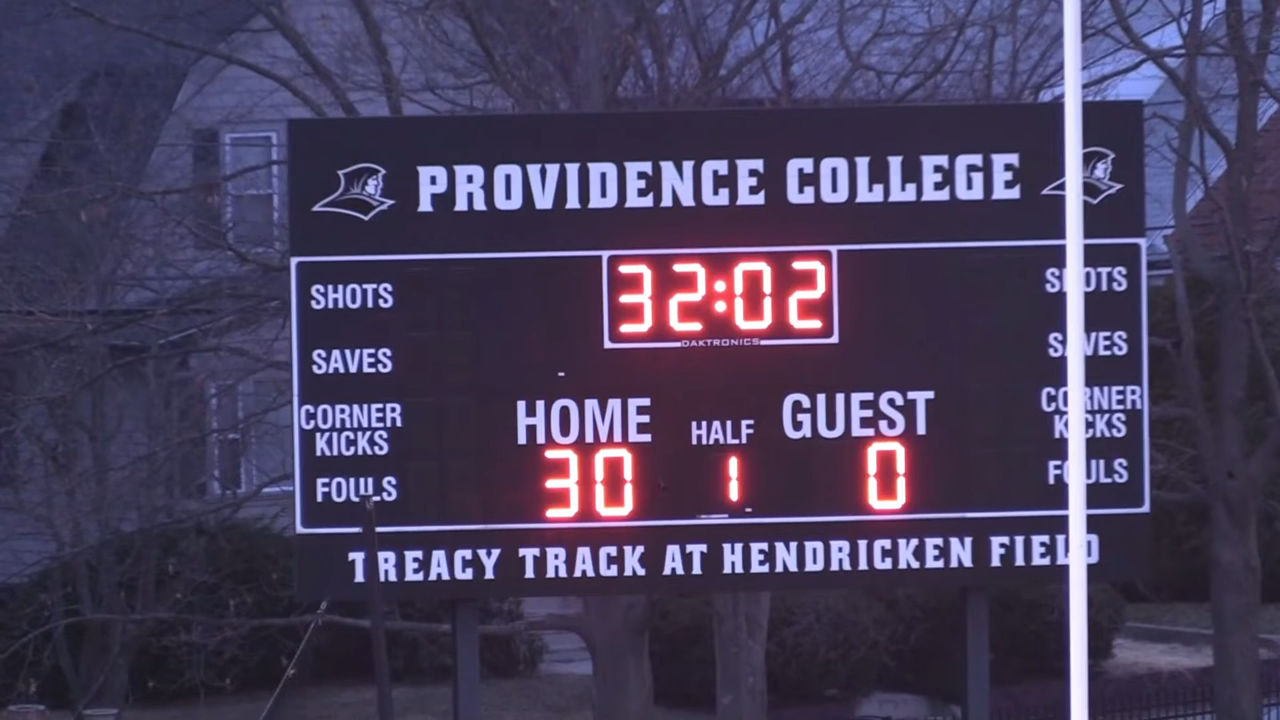 PROVIDENCE COLLEGE
32:02
DAKTRONICS
SHOTS SHOTS
SAVES SAVES
HOME HALF GUEST
CORNER KICKS CORNER KICKS
30 1 0
FOULS FOULS
TREACY TRACK AT HENDRICKEN FIELD